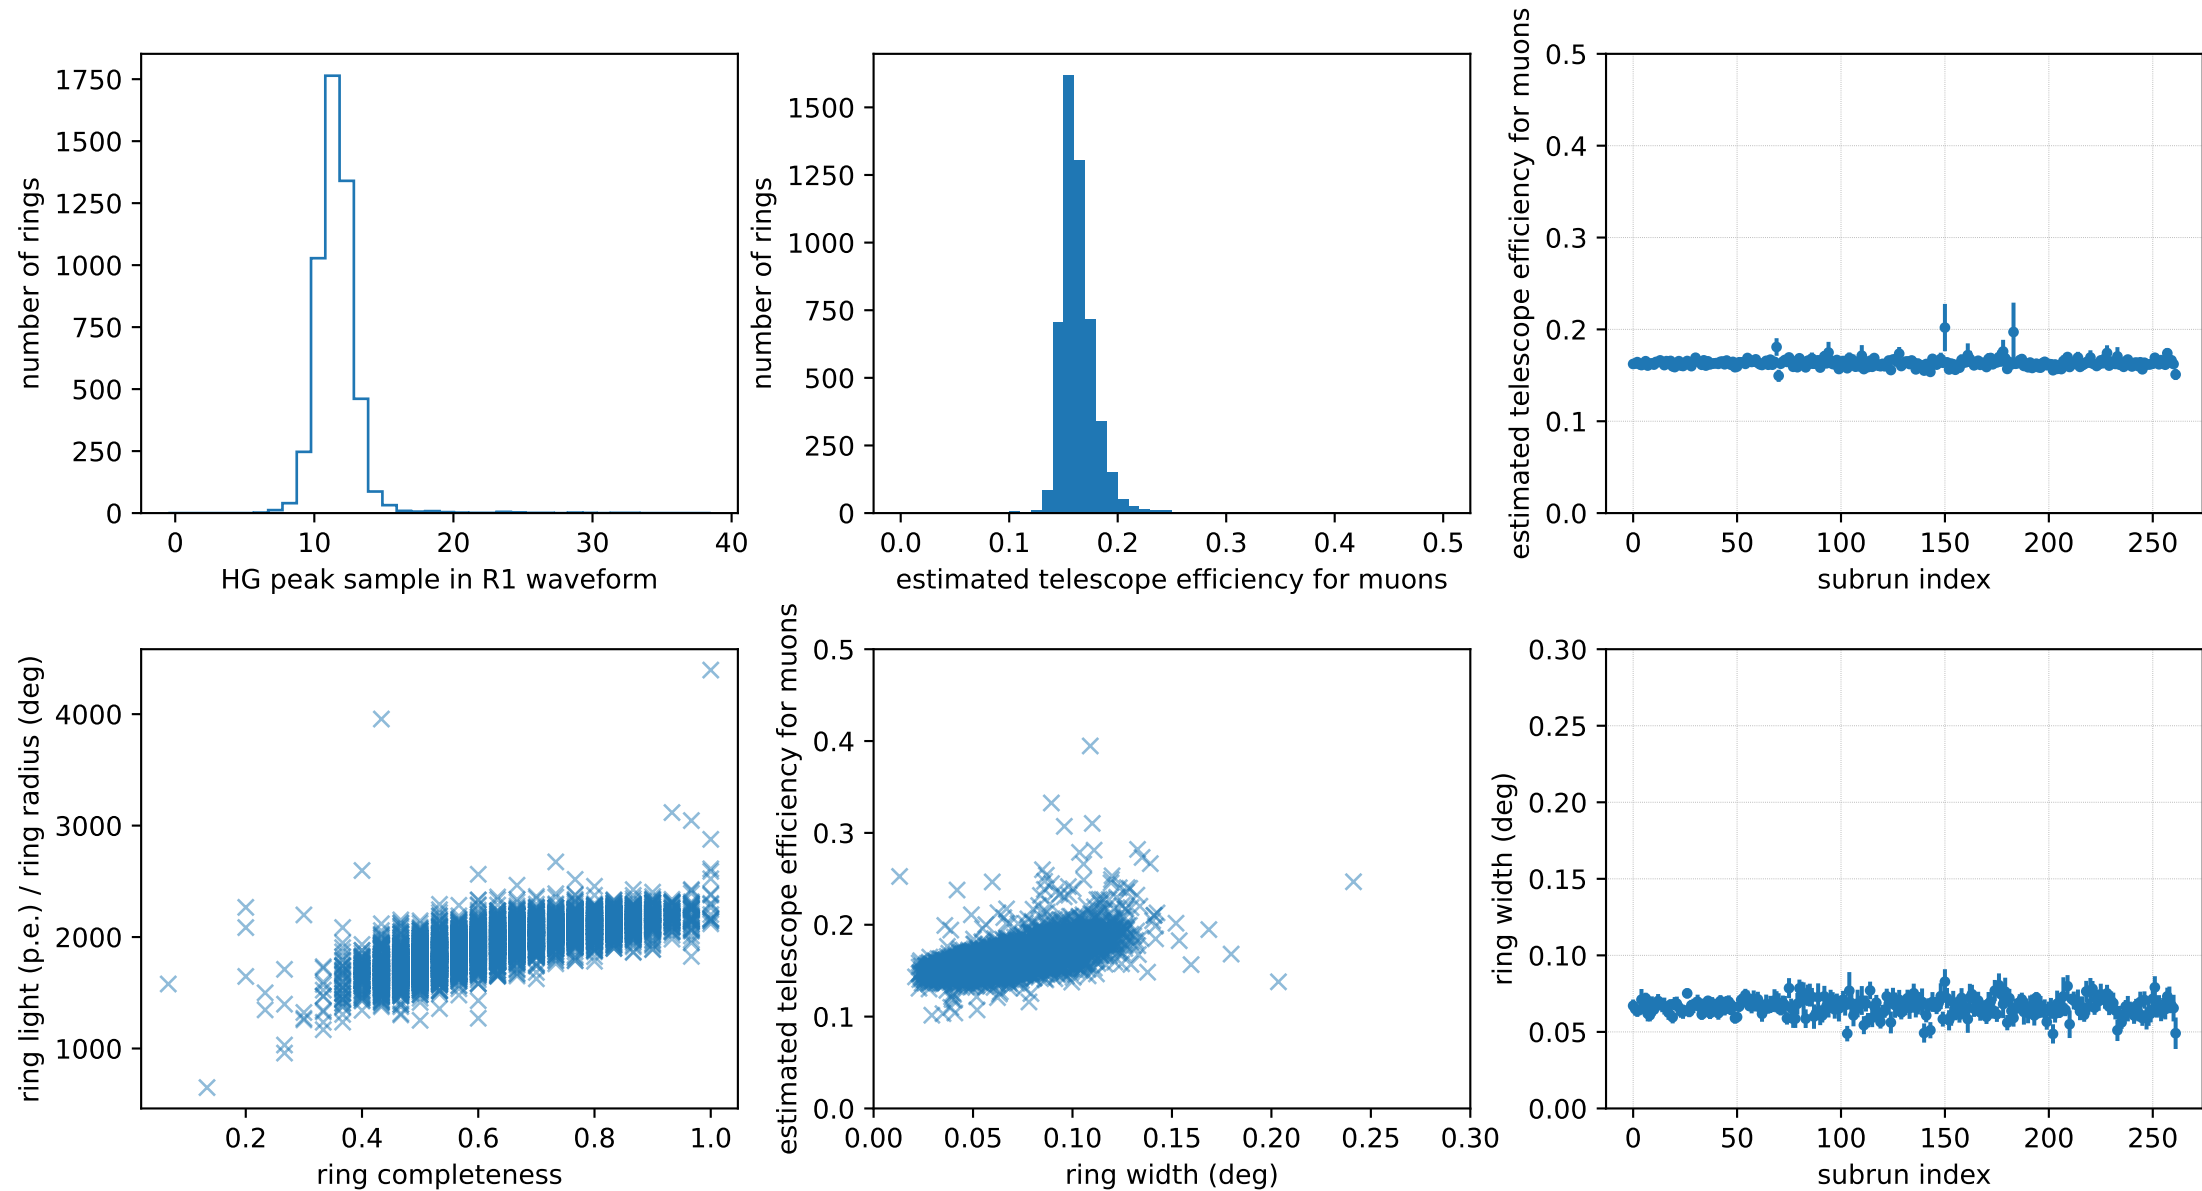 number of rings
1750
1500
1250
1000
750
500
250
0
0 10 20 30 40
HG peak sample in R1 waveform
number of rings
1500
1250
1000
750
500
250
0
0.0 0.1 0.2 0.3 0.4 0.5
estimated telescope efficiency for muons
estimated telescope efficiency for muons
0.5
0.4
0.3
0.2
0.1
0.0
0 50 100 150 200 250
subrun index
ring light (p.e.) / ring radius (deg)
4000
3000
2000
1000
0.2 0.4 0.6 0.8 1.0
ring completeness
estimated telescope efficiency for muons
0.5
0.4
0.3
0.2
0.1
0.0
0.00 0.05 0.10 0.15 0.20 0.25 0.30
ring width (deg)
ring width (deg)
0.30
0.25
0.20
0.15
0.10
0.05
0.00
0 50 100 150 200 250
subrun index